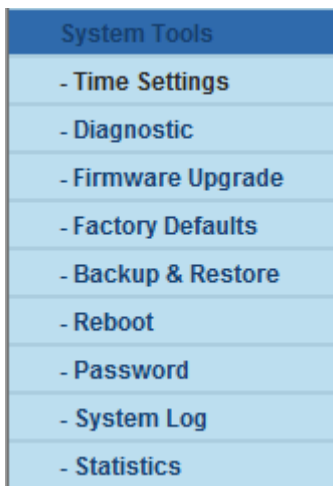 System Tools
- Time Settings
- Diagnostic
- Firmware Upgrade
- Factory Defaults
- Backup & Restore
- Reboot
- Password
- System Log
- Statistics